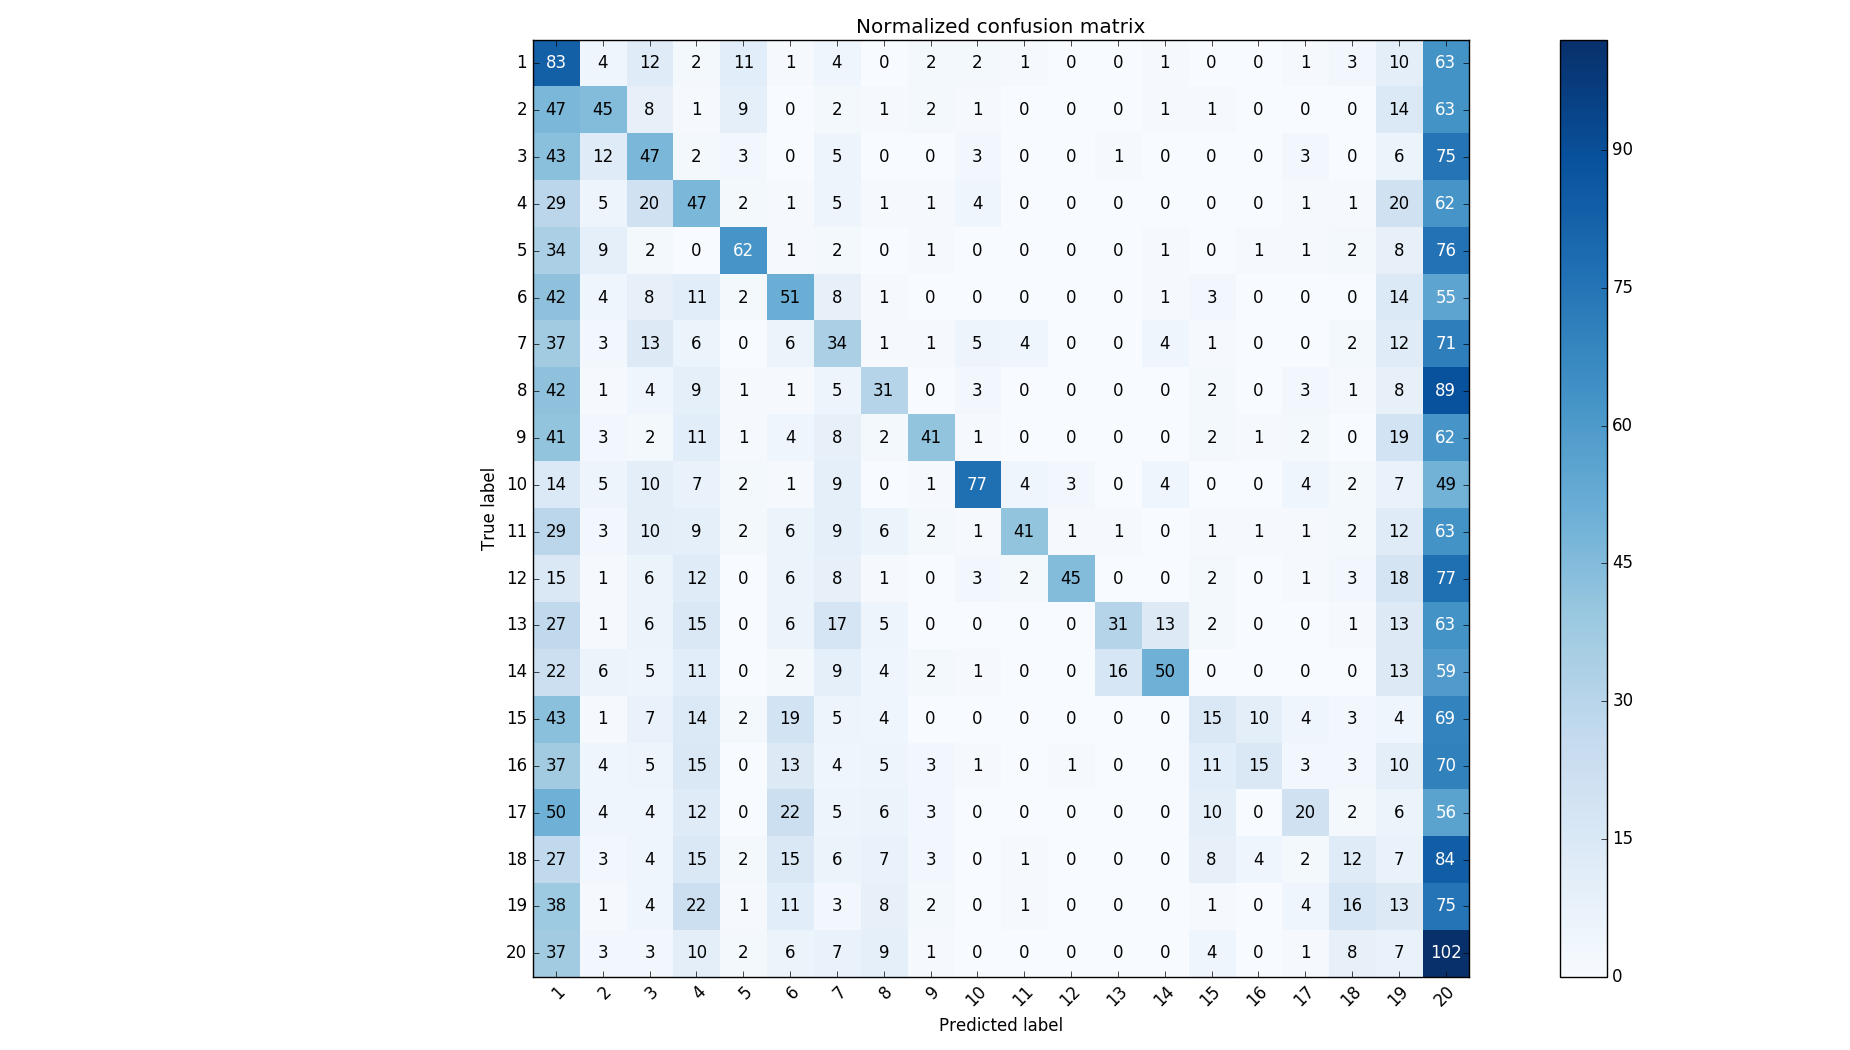 Normalized confusion matrix
1 83 4 12 2 11 1 4 0 2 2 1 0 0 1 0 0 1 3 10 63
2 47 45 8 1 9 0 2 1 2 1 0 0 0 1 1 0 0 0 14 63
3 43 12 47 2 3 0 5 0 0 3 0 0 1 0 0 0 3 0 6 75
4 29 5 20 47 2 1 5 1 1 4 0 0 0 0 0 0 1 1 20 62
5 34 9 2 0 62 1 2 0 1 0 0 0 0 1 0 1 1 2 8 76
6 42 4 8 11 2 51 8 1 0 0 0 0 0 1 3 0 0 0 14 55
7 37 3 13 6 0 6 34 1 1 5 4 0 0 4 1 0 0 2 12 71
8 42 1 4 9 1 1 5 31 0 3 0 0 0 0 2 0 3 1 8 89
9 41 3 2 11 1 4 8 2 41 1 0 0 0 0 2 1 2 0 19 62
10 14 5 10 7 2 1 9 0 1 77 4 3 0 4 0 0 4 2 7 49
11 29 3 10 9 2 6 9 6 2 1 41 1 1 0 1 1 1 2 12 63
12 15 1 6 12 0 6 8 1 0 3 2 45 0 0 2 0 1 3 18 77
13 27 1 6 15 0 6 17 5 0 0 0 0 31 13 2 0 0 1 13 63
14 22 6 5 11 0 2 9 4 2 1 0 0 16 50 0 0 0 0 13 59
15 43 1 7 14 2 19 5 4 0 0 0 0 0 0 15 10 4 3 4 69
16 37 4 5 15 0 13 4 5 3 1 0 1 0 0 11 15 3 3 10 70
17 50 4 4 12 0 22 5 6 3 0 0 0 0 0 10 0 20 2 6 56
18 27 3 4 15 2 15 6 7 3 0 1 0 0 0 8 4 2 12 7 84
19 38 1 4 22 1 11 3 8 2 0 1 0 0 0 1 0 4 16 13 75
20 37 3 3 10 2 6 7 9 1 0 0 0 0 0 4 0 1 8 7 102
1 2 3 4 5 6 7 8 9 10 11 12 13 14 15 16 17 18 19 20
Predicted label
True label
90
75
60
45
30
15
0